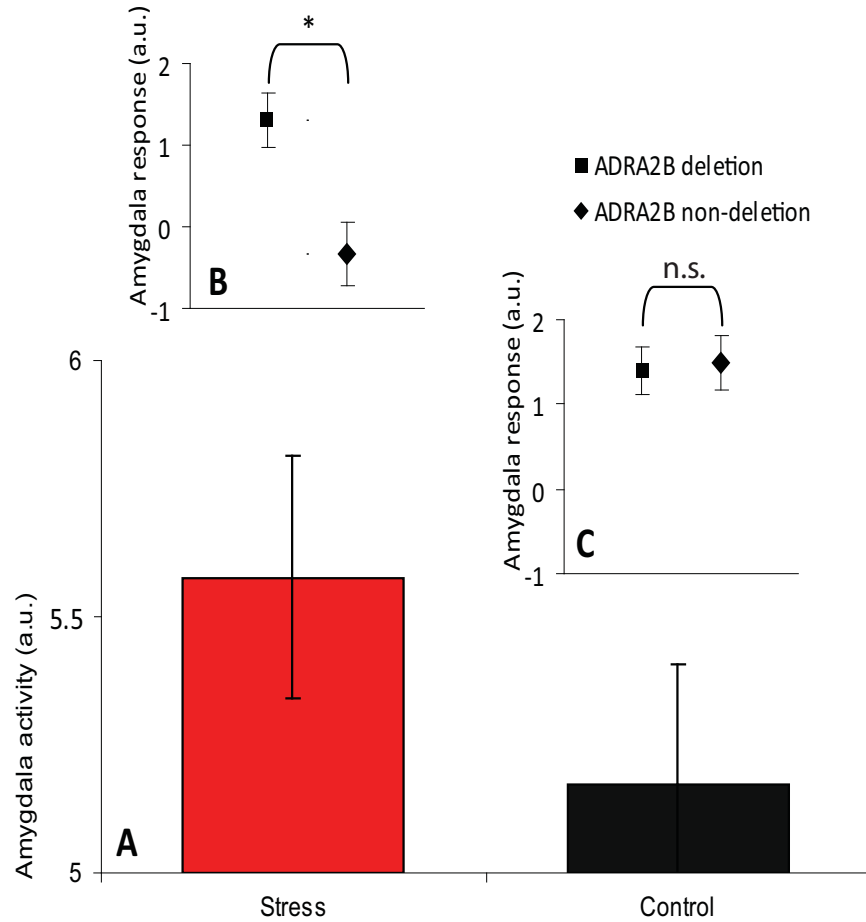 *
Amygdala response (a.u.)
2
1
0
-1
B
ADRA2B deletion
ADRA2B non-deletion
n.s.
Amygdala response (a.u.)
2
1
0
-1
C
Amygdala activity (a.u.)
6
5.5
5
A
Stress
Control